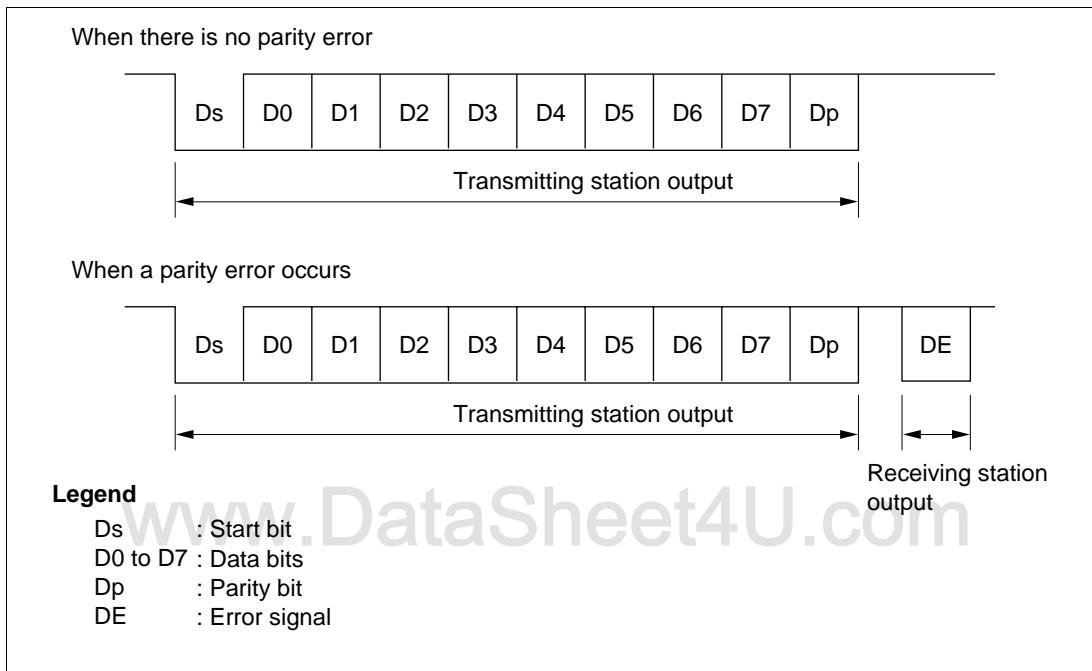 When there is no parity error
Ds D0 D1 D2 D3 D4 D5 D6 D7 Dp
Transmitting station output
When a parity error occurs
Ds D0 D1 D2 D3 D4 D5 D6 D7 Dp DE
Transmitting station output
Receiving station
output
Legend
www.DataSheet4U.com
Ds : Start bit
D0 to D7 : Data bits
Dp : Parity bit
DE : Error signal